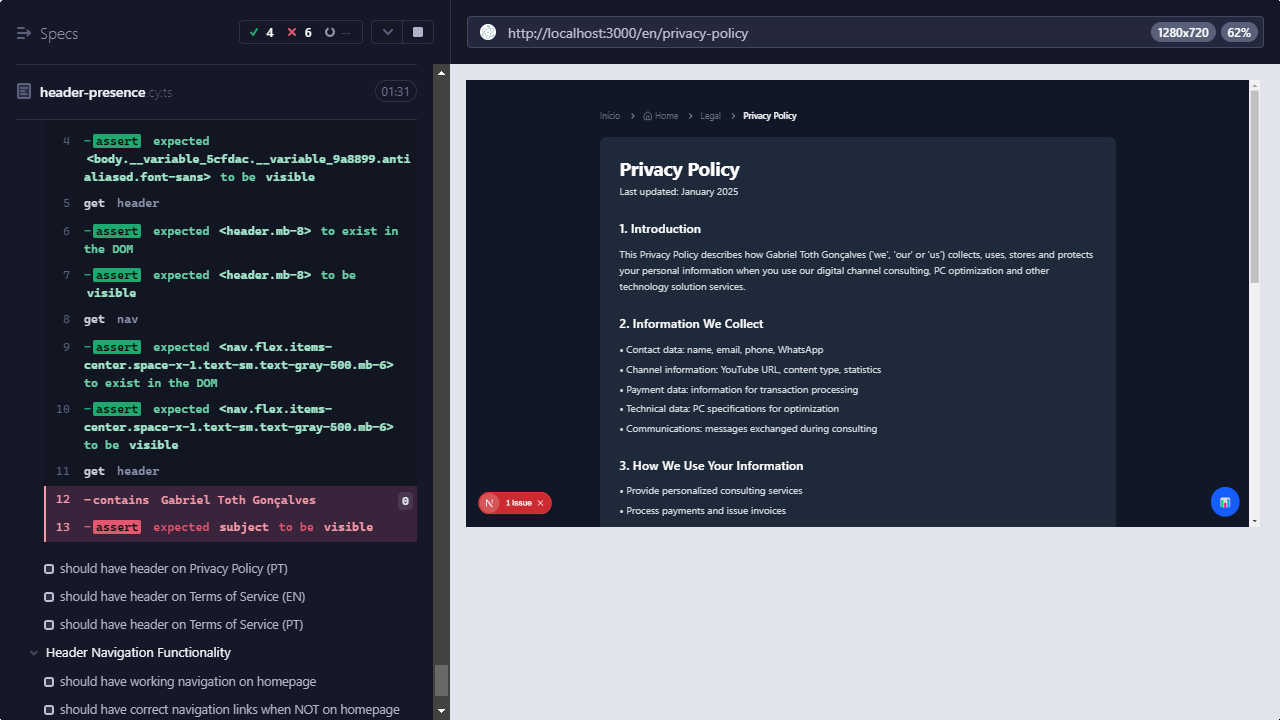 Specs
4
6
--
http://localhost:3000/en/privacy-policy
1280x720
62%
header-presence.cy.ts
01:31
4 -assert expected
<body.__variable_5cfdac.__variable_9a8899.anti
aliased.font-sans> to be visible
5 get header
6 -assert expected <header.mb-8> to exist in
the DOM
7 -assert expected <header.mb-8> to be
visible
8 get nav
9 -assert expected <nav.flex.items-
center.space-x-1.text-sm.text-gray-500.mb-6>
to exist in the DOM
10 -assert expected <nav.flex.items-
center.space-x-1.text-sm.text-gray-500.mb-6>
to be visible
11 get header
12 -contains Gabriel Toth Gonçalves 0
13 -assert expected subject to be visible
should have header on Privacy Policy (PT)
should have header on Terms of Service (EN)
should have header on Terms of Service (PT)
Header Navigation Functionality
should have working navigation on homepage
should have correct navigation links when NOT on homepage
Início > Home > Legal > Privacy Policy
Privacy Policy
Last updated: January 2025
1. Introduction
This Privacy Policy describes how Gabriel Toth Gonçalves ('we', 'our' or 'us') collects, uses, stores and protects
your personal information when you use our digital channel consulting, PC optimization and other
technology solution services.
2. Information We Collect
• Contact data: name, email, phone, WhatsApp
• Channel information: YouTube URL, content type, statistics
• Payment data: information for transaction processing
• Technical data: PC specifications for optimization
• Communications: messages exchanged during consulting
3. How We Use Your Information
• Provide personalized consulting services
• Process payments and issue invoices
N 1 Issue ×